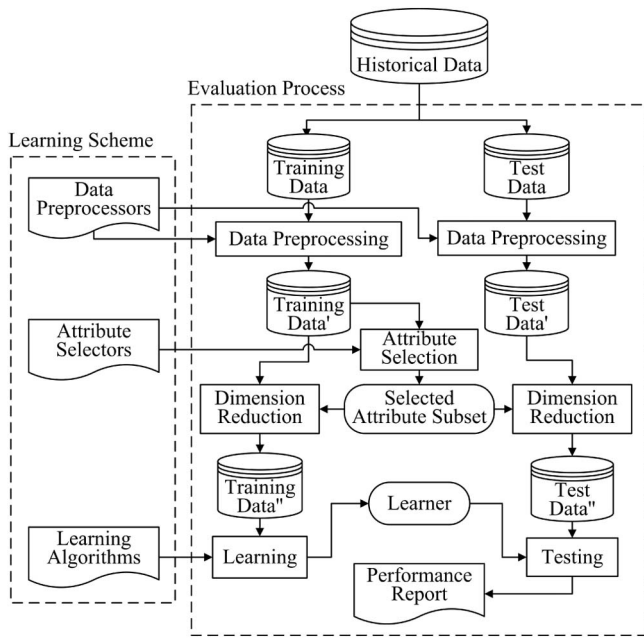 Historical Data
Evaluation Process
Learning Scheme
Training
Data
Test
Data
Data
Preprocessors
Data Preprocessing
Data Preprocessing
Training
Data'
Test
Data'
Attribute
Selectors
Attribute
Selection
Dimension
Reduction
Selected
Attribute Subset
Dimension
Reduction
Training
Data"
Learner
Test
Data"
Learning
Algorithms
Learning
Testing
Performance
Report